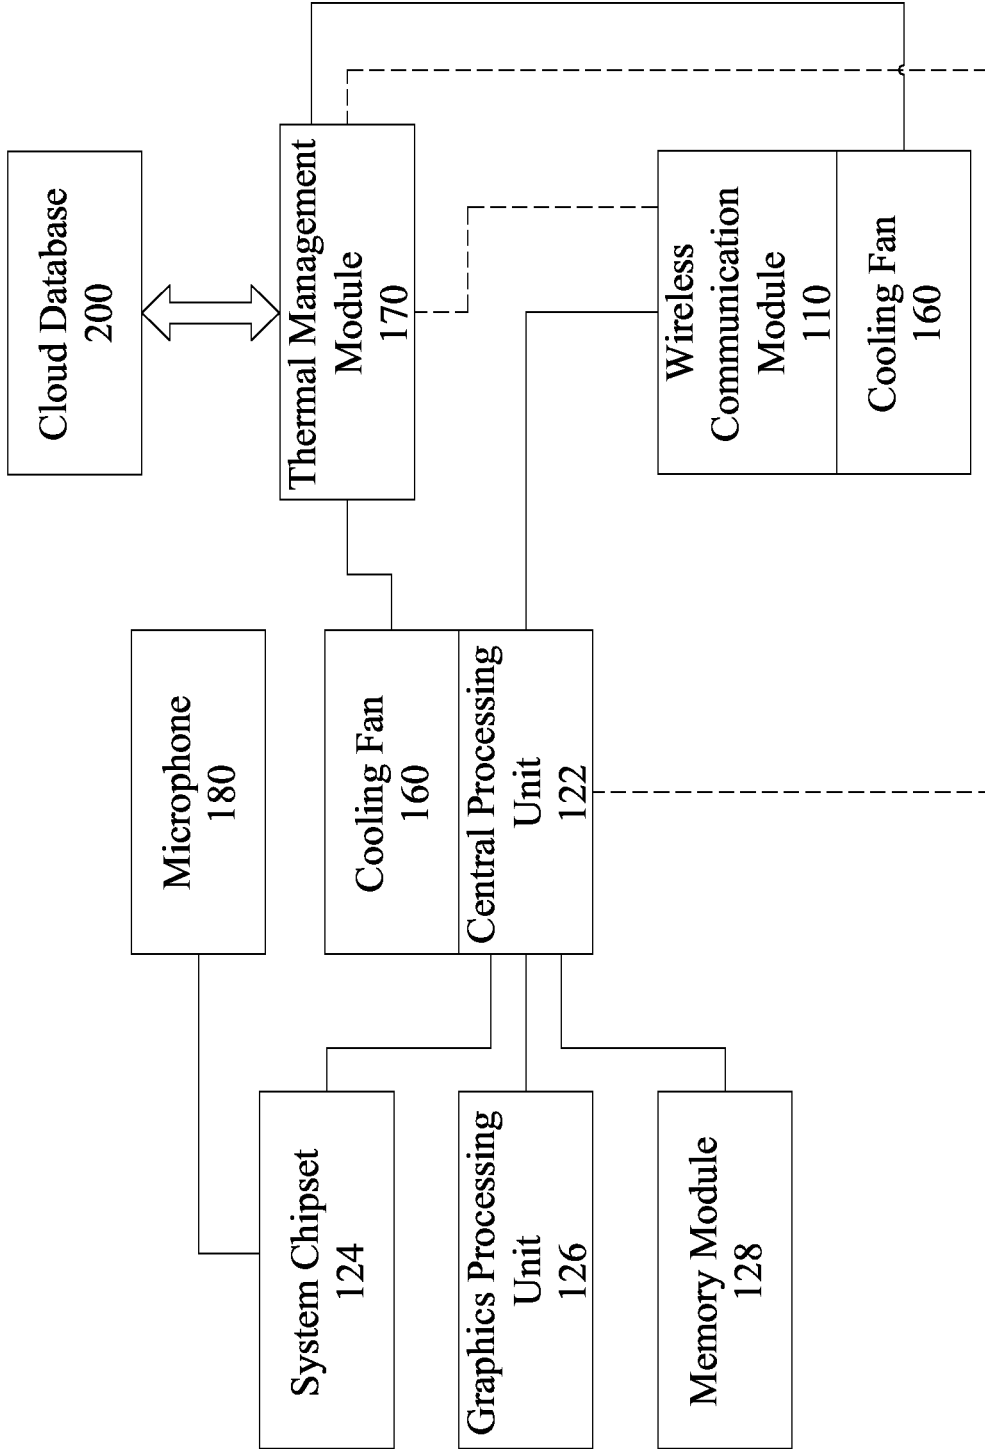 Cloud Database
200
Thermal Management
Module
170
Wireless
Communication
Module
110
Cooling Fan
160
Microphone
180
Cooling Fan
160
Central Processing
Unit
122
System Chipset
124
Graphics Processing
Unit
126
Memory Module
128